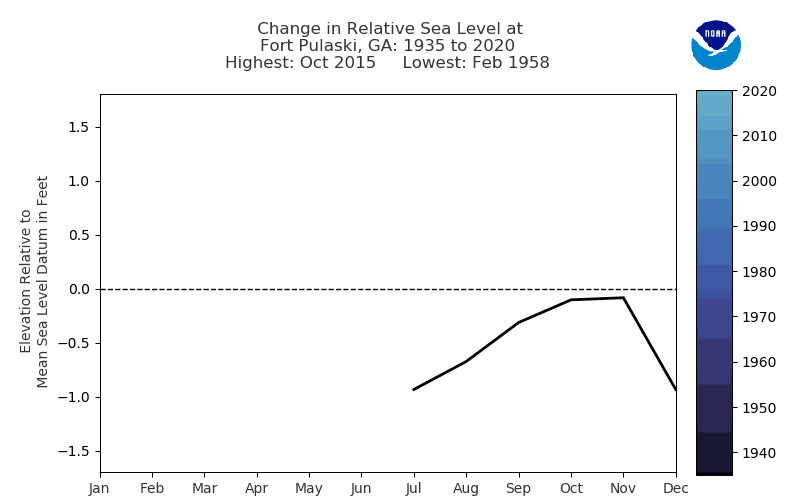 Change in Relative Sea Level at
Fort Pulaski, GA: 1935 to 2020
Highest: Oct 2015 Lowest: Feb 1958
NOAA
Elevation Relative to
Mean Sea Level Datum in Feet
1.5
1.0
0.5
0.0
−0.5
−1.0
−1.5
Jan Feb Mar Apr May Jun Jul Aug Sep Oct Nov Dec
2020
2010
2000
1990
1980
1970
1960
1950
1940